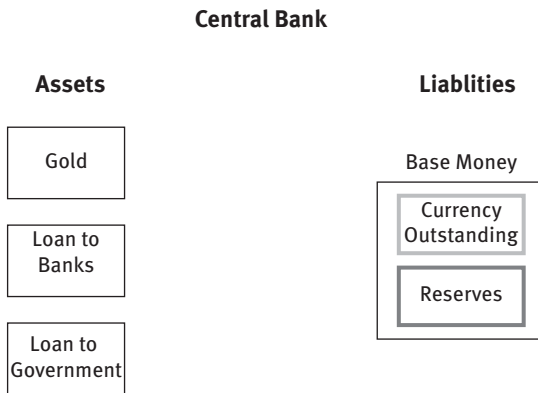 Central Bank
Assets
Liablities
Gold
Base Money
Currency
Outstanding
Loan to
Banks
Reserves
Loan to
Government